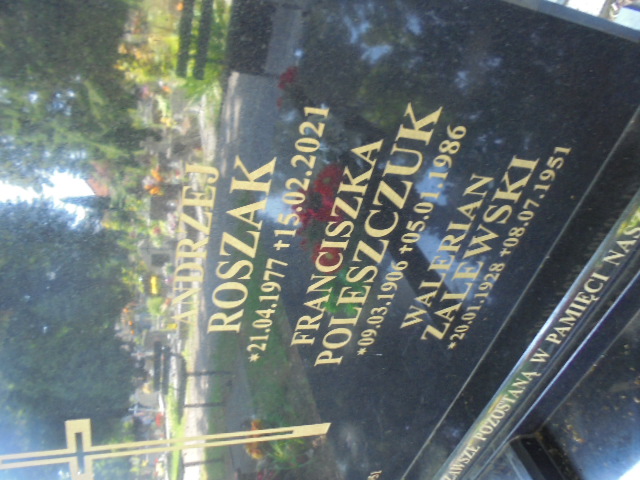 ANDRZEJ
ROSZAK
*21.04.1977 +15.02.2021
FRANCISZKA
POLESZCZUK
*09.03.1906 +05.01.1986
WALERIAN
ZALEWSKI
*20.01.1928 +08.07.1951
ZAWSZE POZOSTANĄ W PAMIĘCI